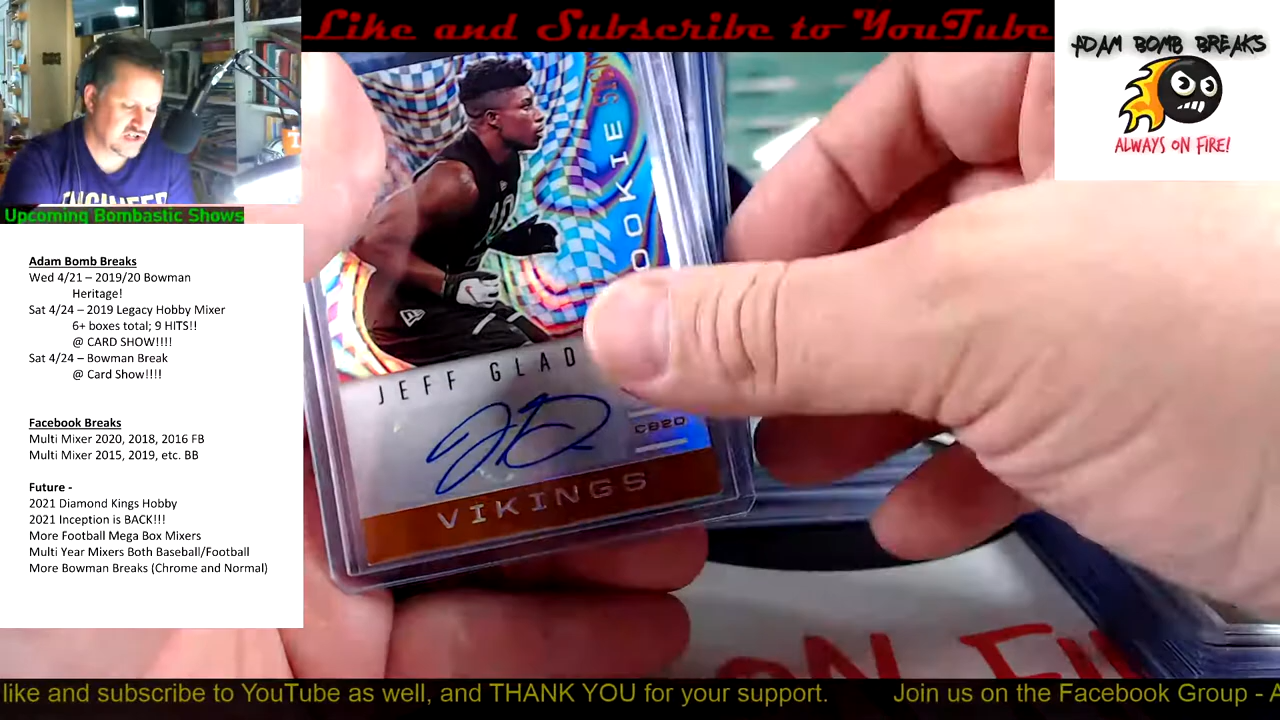 Like and Subscribe to YouTube
ADAM BOMB BREAKS
ALWAYS ON FIRE!
ENGINEER
Upcoming Bombastic Shows
Adam Bomb Breaks
Wed 4/21 – 2019/20 Bowman
Heritage!
Sat 4/24 – 2019 Legacy Hobby Mixer
6+ boxes total; 9 HITS!!
@ CARD SHOW!!!!
Sat 4/24 – Bowman Break
@ Card Show!!!!
Facebook Breaks
Multi Mixer 2020, 2018, 2016 FB
Multi Mixer 2015, 2019, etc. BB
Future -
2021 Diamond Kings Hobby
2021 Inception is BACK!!!
More Football Mega Box Mixers
Multi Year Mixers Both Baseball/Football
More Bowman Breaks (Chrome and Normal)
OOKIE
JEFF GLAD
CB20
VIKINGS
ON FI
like and subscribe to YouTube as well, and THANK YOU for your support. Join us on the Facebook Group - A